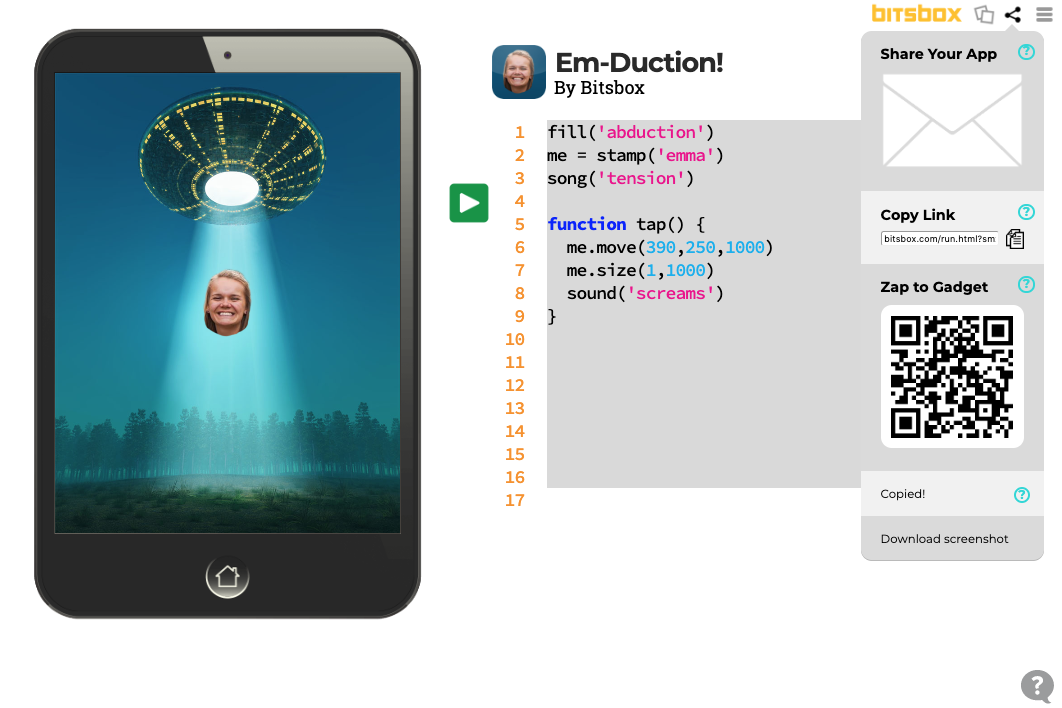 bitsbox
Em-Duction!
By Bitsbox
1 fill('abduction')
2 me = stamp('emma')
3 song('tension')
4
5 function tap() {
6   me.move(390,250,1000)
7   me.size(1,1000)
8   sound('screams')
9 }
10
11
12
13
14
15
16
17
Share Your App ?
Copy Link ?
bitsbox.com/run.html?sm
Zap to Gadget ?
Copied! ?
Download screenshot
?